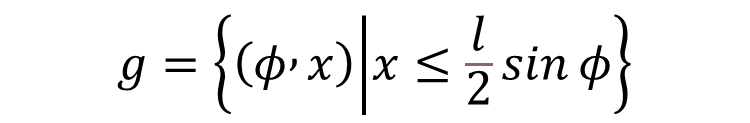 g = {(ϕ, x)|x ≤ l/2 sin ϕ}